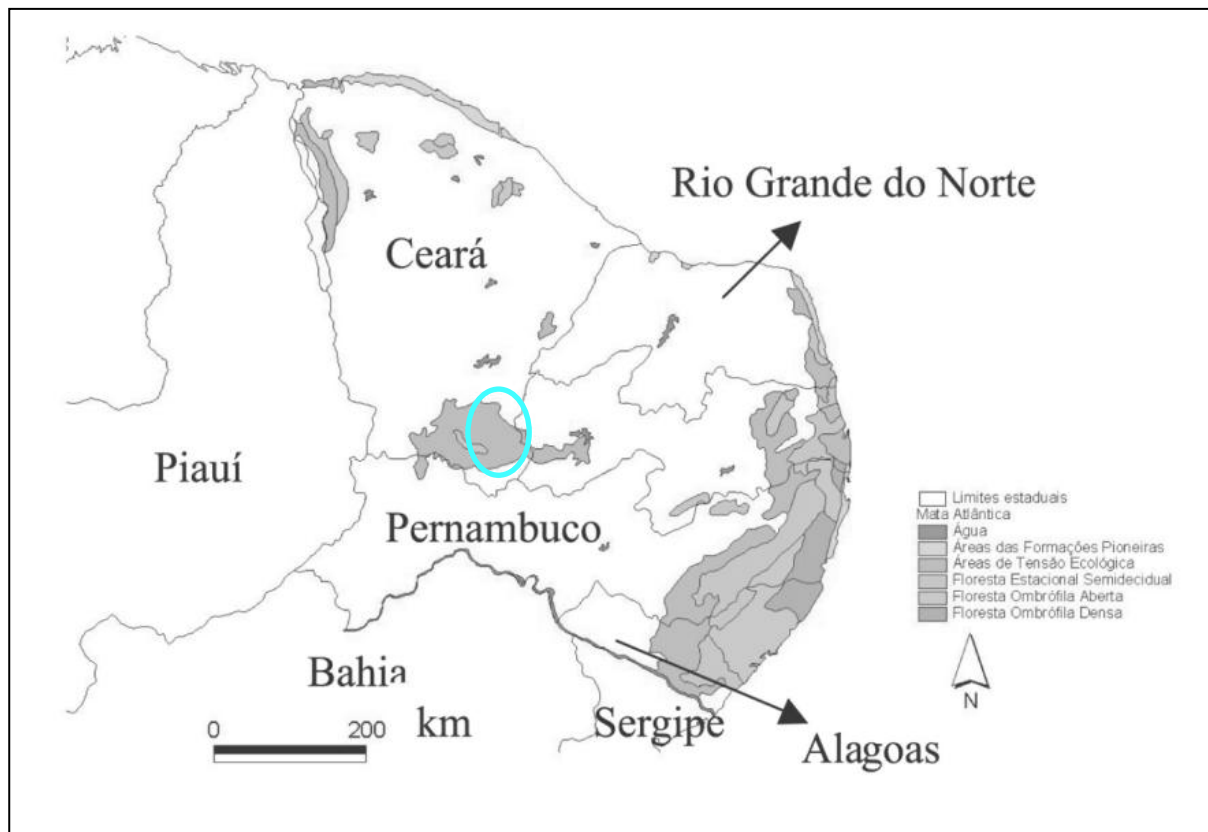 Rio Grande do Norte
Ceará
Piauí
Pernambuco
Bahia
Sergipe
Alagoas
0 200 km
Limites estaduais
Mata Atlântica
Água
Áreas das Formações Pioneiras
Áreas de Tensão Ecológica
Floresta Estacional Semidecidual
Floresta Ombrófila Aberta
Floresta Ombrófila Densa
N